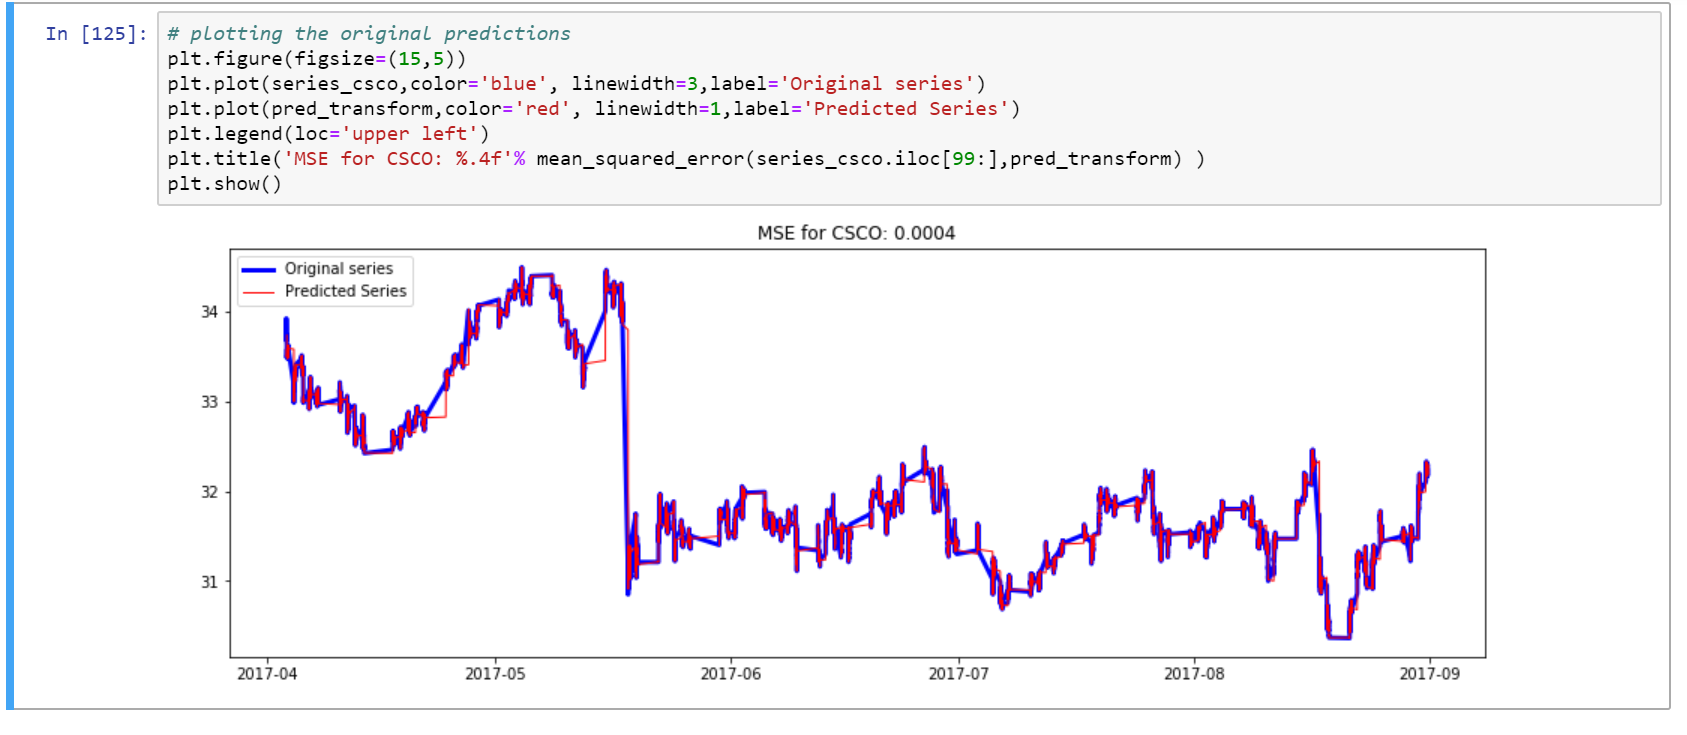 In [125]:
# plotting the original predictions
plt.figure(figsize=(15,5))
plt.plot(series_csco,color='blue', linewidth=3,label='Original series')
plt.plot(pred_transform,color='red', linewidth=1,label='Predicted Series')
plt.legend(loc='upper left')
plt.title('MSE for CSCO: %.4f'% mean_squared_error(series_csco.iloc[99:],pred_transform) )
plt.show()
MSE for CSCO: 0.0004
Original series
Predicted Series
34
33
32
31
2017-04 2017-05 2017-06 2017-07 2017-08 2017-09